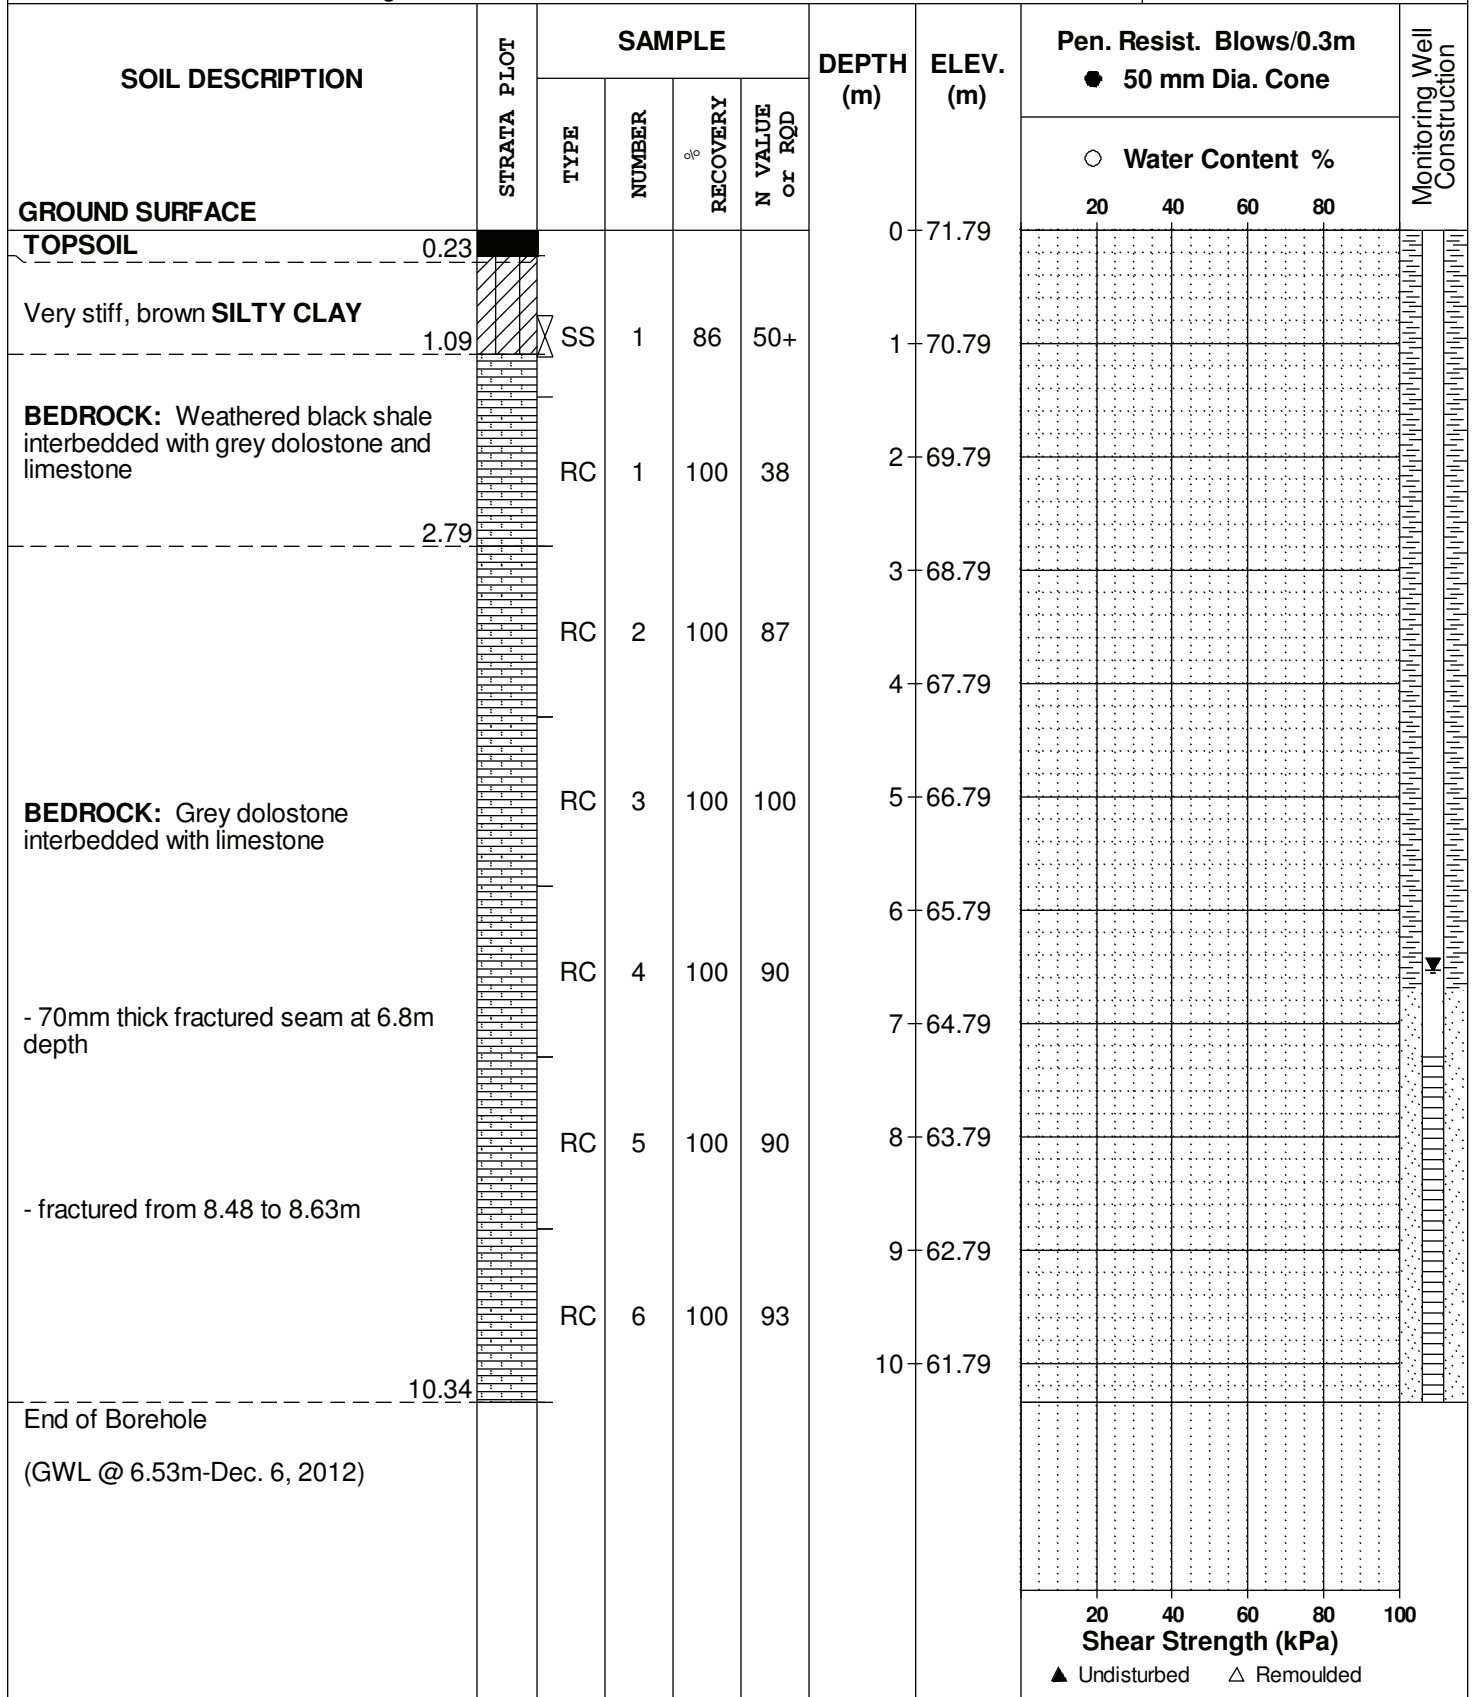 SOIL DESCRIPTION
GROUND SURFACE
STRATA PLOT
SAMPLE
TYPE
NUMBER
%
RECOVERY
N VALUE
or RQD
DEPTH
(m)
ELEV.
(m)
Pen. Resist. Blows/0.3m
● 50 mm Dia. Cone
○ Water Content %
20 40 60 80
Monitoring Well
Construction
TOPSOIL 0.23
Very stiff, brown SILTY CLAY
1.09
SS 1 86 50+
BEDROCK: Weathered black shale
interbedded with grey dolostone and
limestone
RC 1 100 38
2.79
RC 2 100 87
RC 3 100 100
BEDROCK: Grey dolostone
interbedded with limestone
RC 4 100 90
- 70mm thick fractured seam at 6.8m
depth
RC 5 100 90
- fractured from 8.48 to 8.63m
RC 6 100 93
10.34
End of Borehole
(GWL @ 6.53m-Dec. 6, 2012)
0 71.79
1 70.79
2 69.79
3 68.79
4 67.79
5 66.79
6 65.79
7 64.79
8 63.79
9 62.79
10 61.79
20 40 60 80 100
Shear Strength (kPa)
▲ Undisturbed △ Remoulded